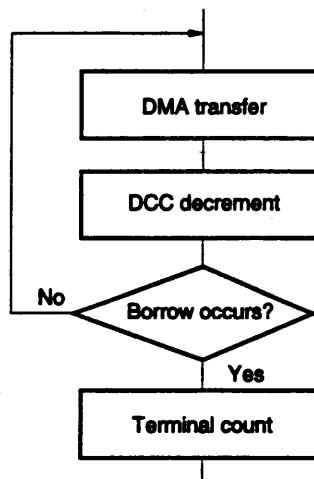 DMA transfer
DCC decrement
Borrow occurs?
No
Yes
Terminal count